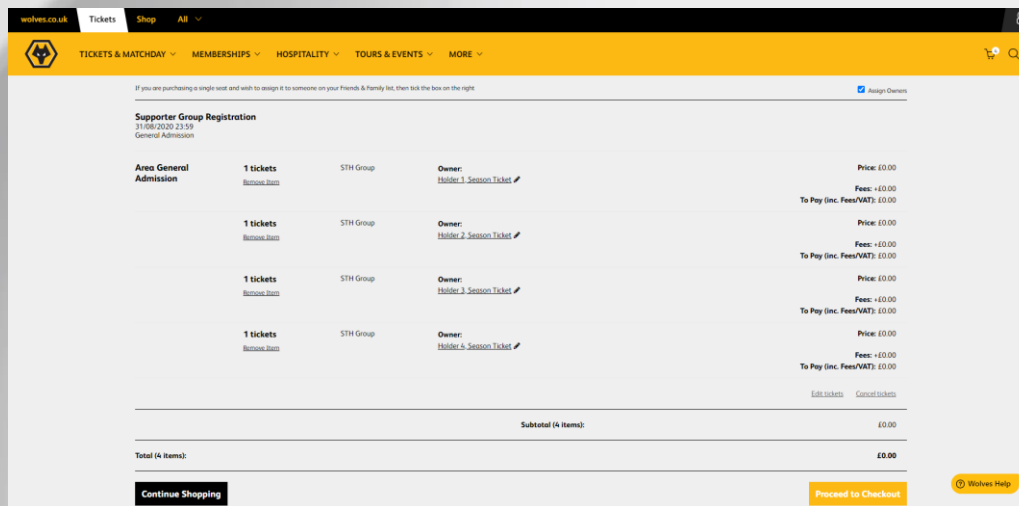 wolves.co.uk Tickets Shop All
TICKETS & MATCHDAY MEMBERSHIPS HOSPITALITY TOURS & EVENTS MORE
If you are purchasing a single seat and wish to assign it to someone on your Friends & Family list, then tick the box on the right
Assign Owners
Supporter Group Registration
31/08/2020 23:59
General Admission
Area General Admission
1 tickets
Remove Item
STH Group
Owner:
Holder 1, Season Ticket
Price: £0.00
Fees: +£0.00
To Pay (inc. Fees/VAT): £0.00
1 tickets
Remove Item
STH Group
Owner:
Holder 2, Season Ticket
Price: £0.00
Fees: +£0.00
To Pay (inc. Fees/VAT): £0.00
1 tickets
Remove Item
STH Group
Owner:
Holder 3, Season Ticket
Price: £0.00
Fees: +£0.00
To Pay (inc. Fees/VAT): £0.00
1 tickets
Remove Item
STH Group
Owner:
Holder 4, Season Ticket
Price: £0.00
Fees: +£0.00
To Pay (inc. Fees/VAT): £0.00
Edit tickets Cancel tickets
Subtotal (4 items): £0.00
Total (4 items): £0.00
Continue Shopping
Proceed to Checkout
Wolves Help